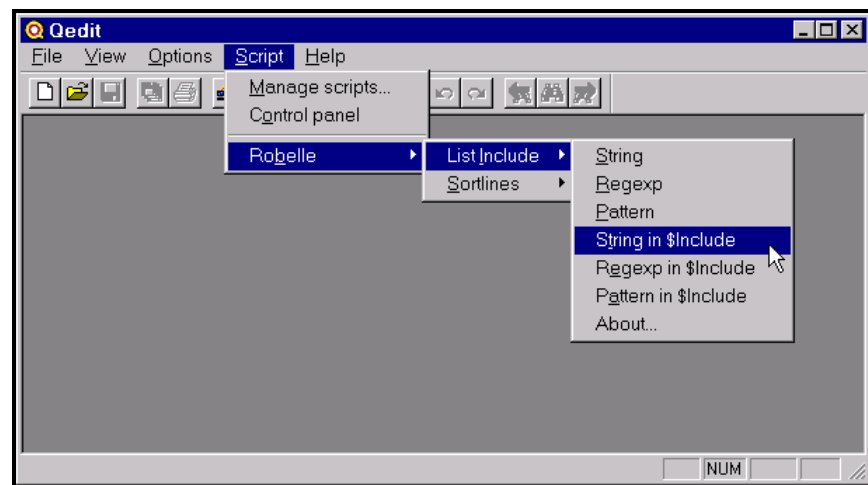 Qedit
File View Options Script Help
Manage scripts...
Control panel
Robelle
List Include
Sortlines
String
Regexp
Pattern
String in $Include
Regexp in $Include
Pattern in $Include
About...
NUM